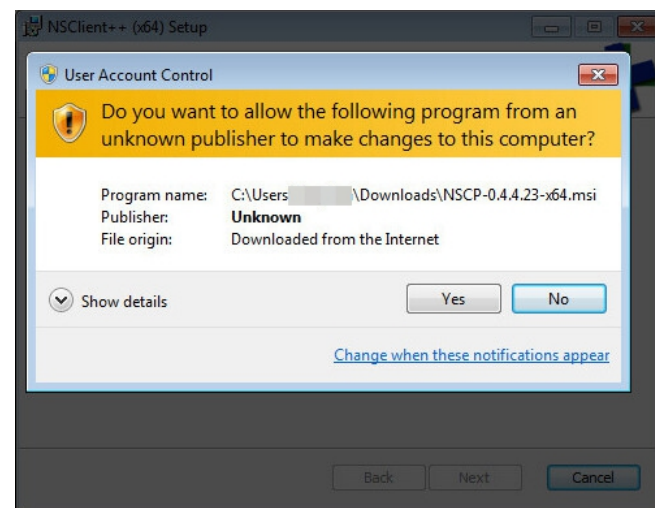 NSClient++ (x64) Setup
User Account Control
Do you want to allow the following program from an
unknown publisher to make changes to this computer?
Program name: C:\Users\Downloads\NSCP-0.4.4.23-x64.msi
Publisher: Unknown
File origin: Downloaded from the Internet
Show details
Yes
No
Change when these notifications appear
Back
Next
Cancel